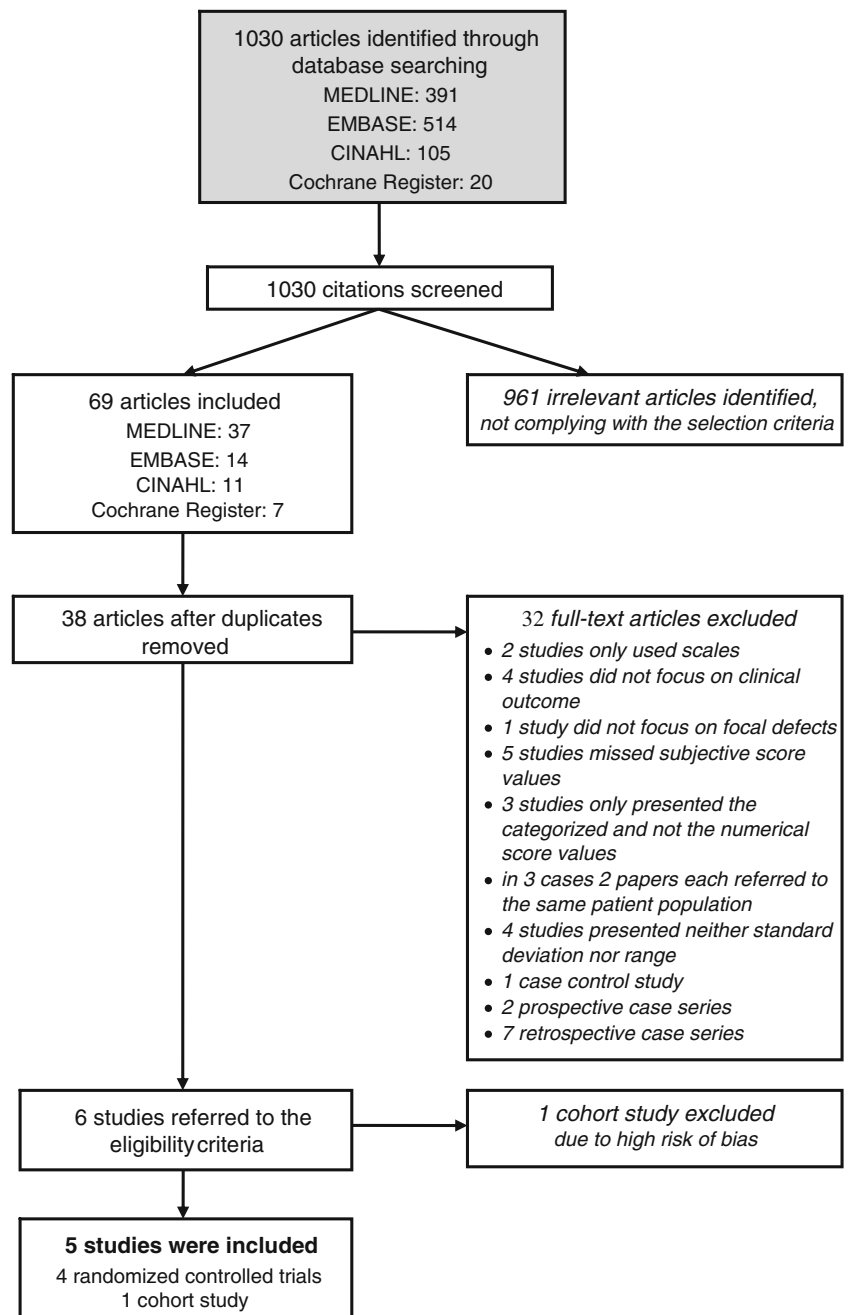 1030 articles identified through
database searching
MEDLINE: 391
EMBASE: 514
CINAHL: 105
Cochrane Register: 20
1030 citations screened
69 articles included
MEDLINE: 37
EMBASE: 14
CINAHL: 11
Cochrane Register: 7
961 irrelevant articles identified,
not complying with the selection criteria
38 articles after duplicates
removed
32 full-text articles excluded
• 2 studies only used scales
• 4 studies did not focus on clinical
outcome
• 1 study did not focus on focal defects
• 5 studies missed subjective score
values
• 3 studies only presented the
categorized and not the numerical
score values
• in 3 cases 2 papers each referred to
the same patient population
• 4 studies presented neither standard
deviation nor range
• 1 case control study
• 2 prospective case series
• 7 retrospective case series
6 studies referred to the
eligibility criteria
1 cohort study excluded
due to high risk of bias
5 studies were included
4 randomized controlled trials
1 cohort study